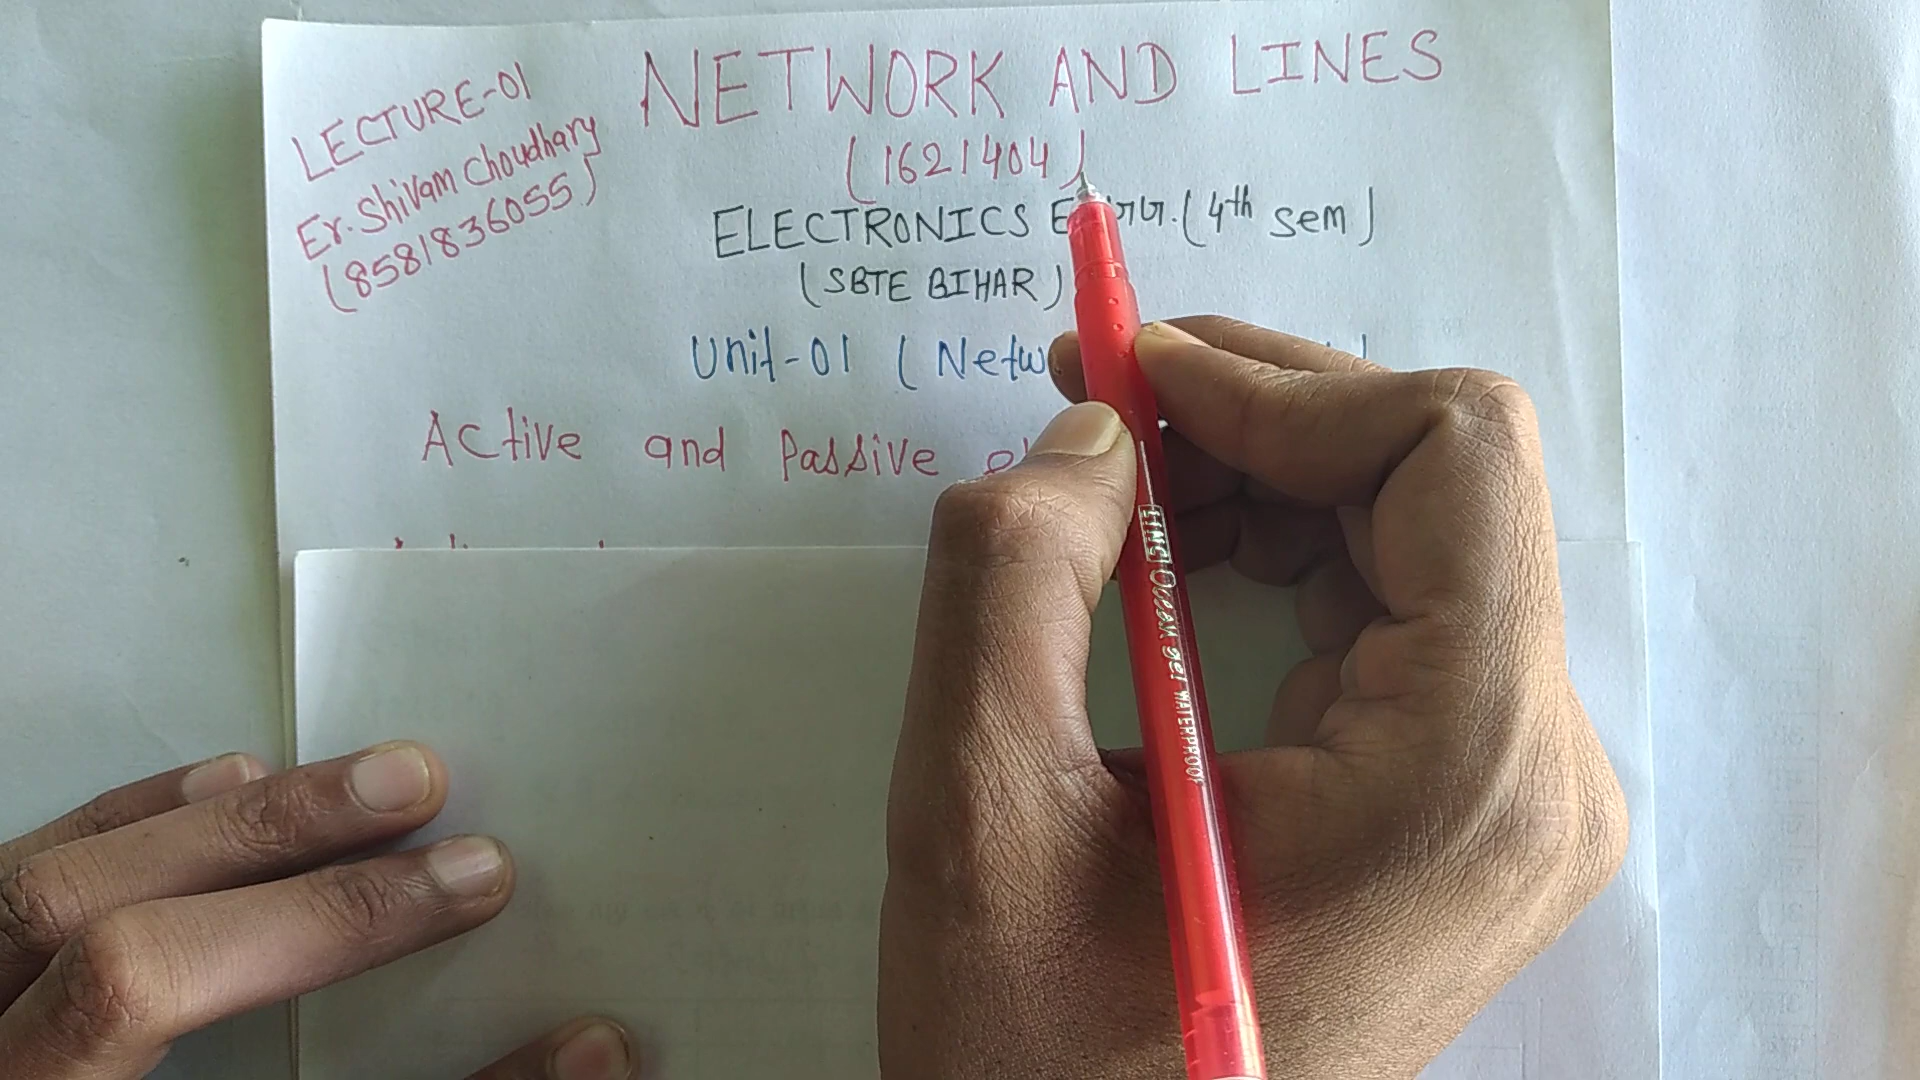 LECTURE-01
Er. Shivam Choudhary
(8581836055)
NETWORK AND LINES
(1621404)
ELECTRONICS (4th sem)
(SBTE BIHAR)
Unit-01 (
Active and Passive
LINC Ocean gel WATERPROOF